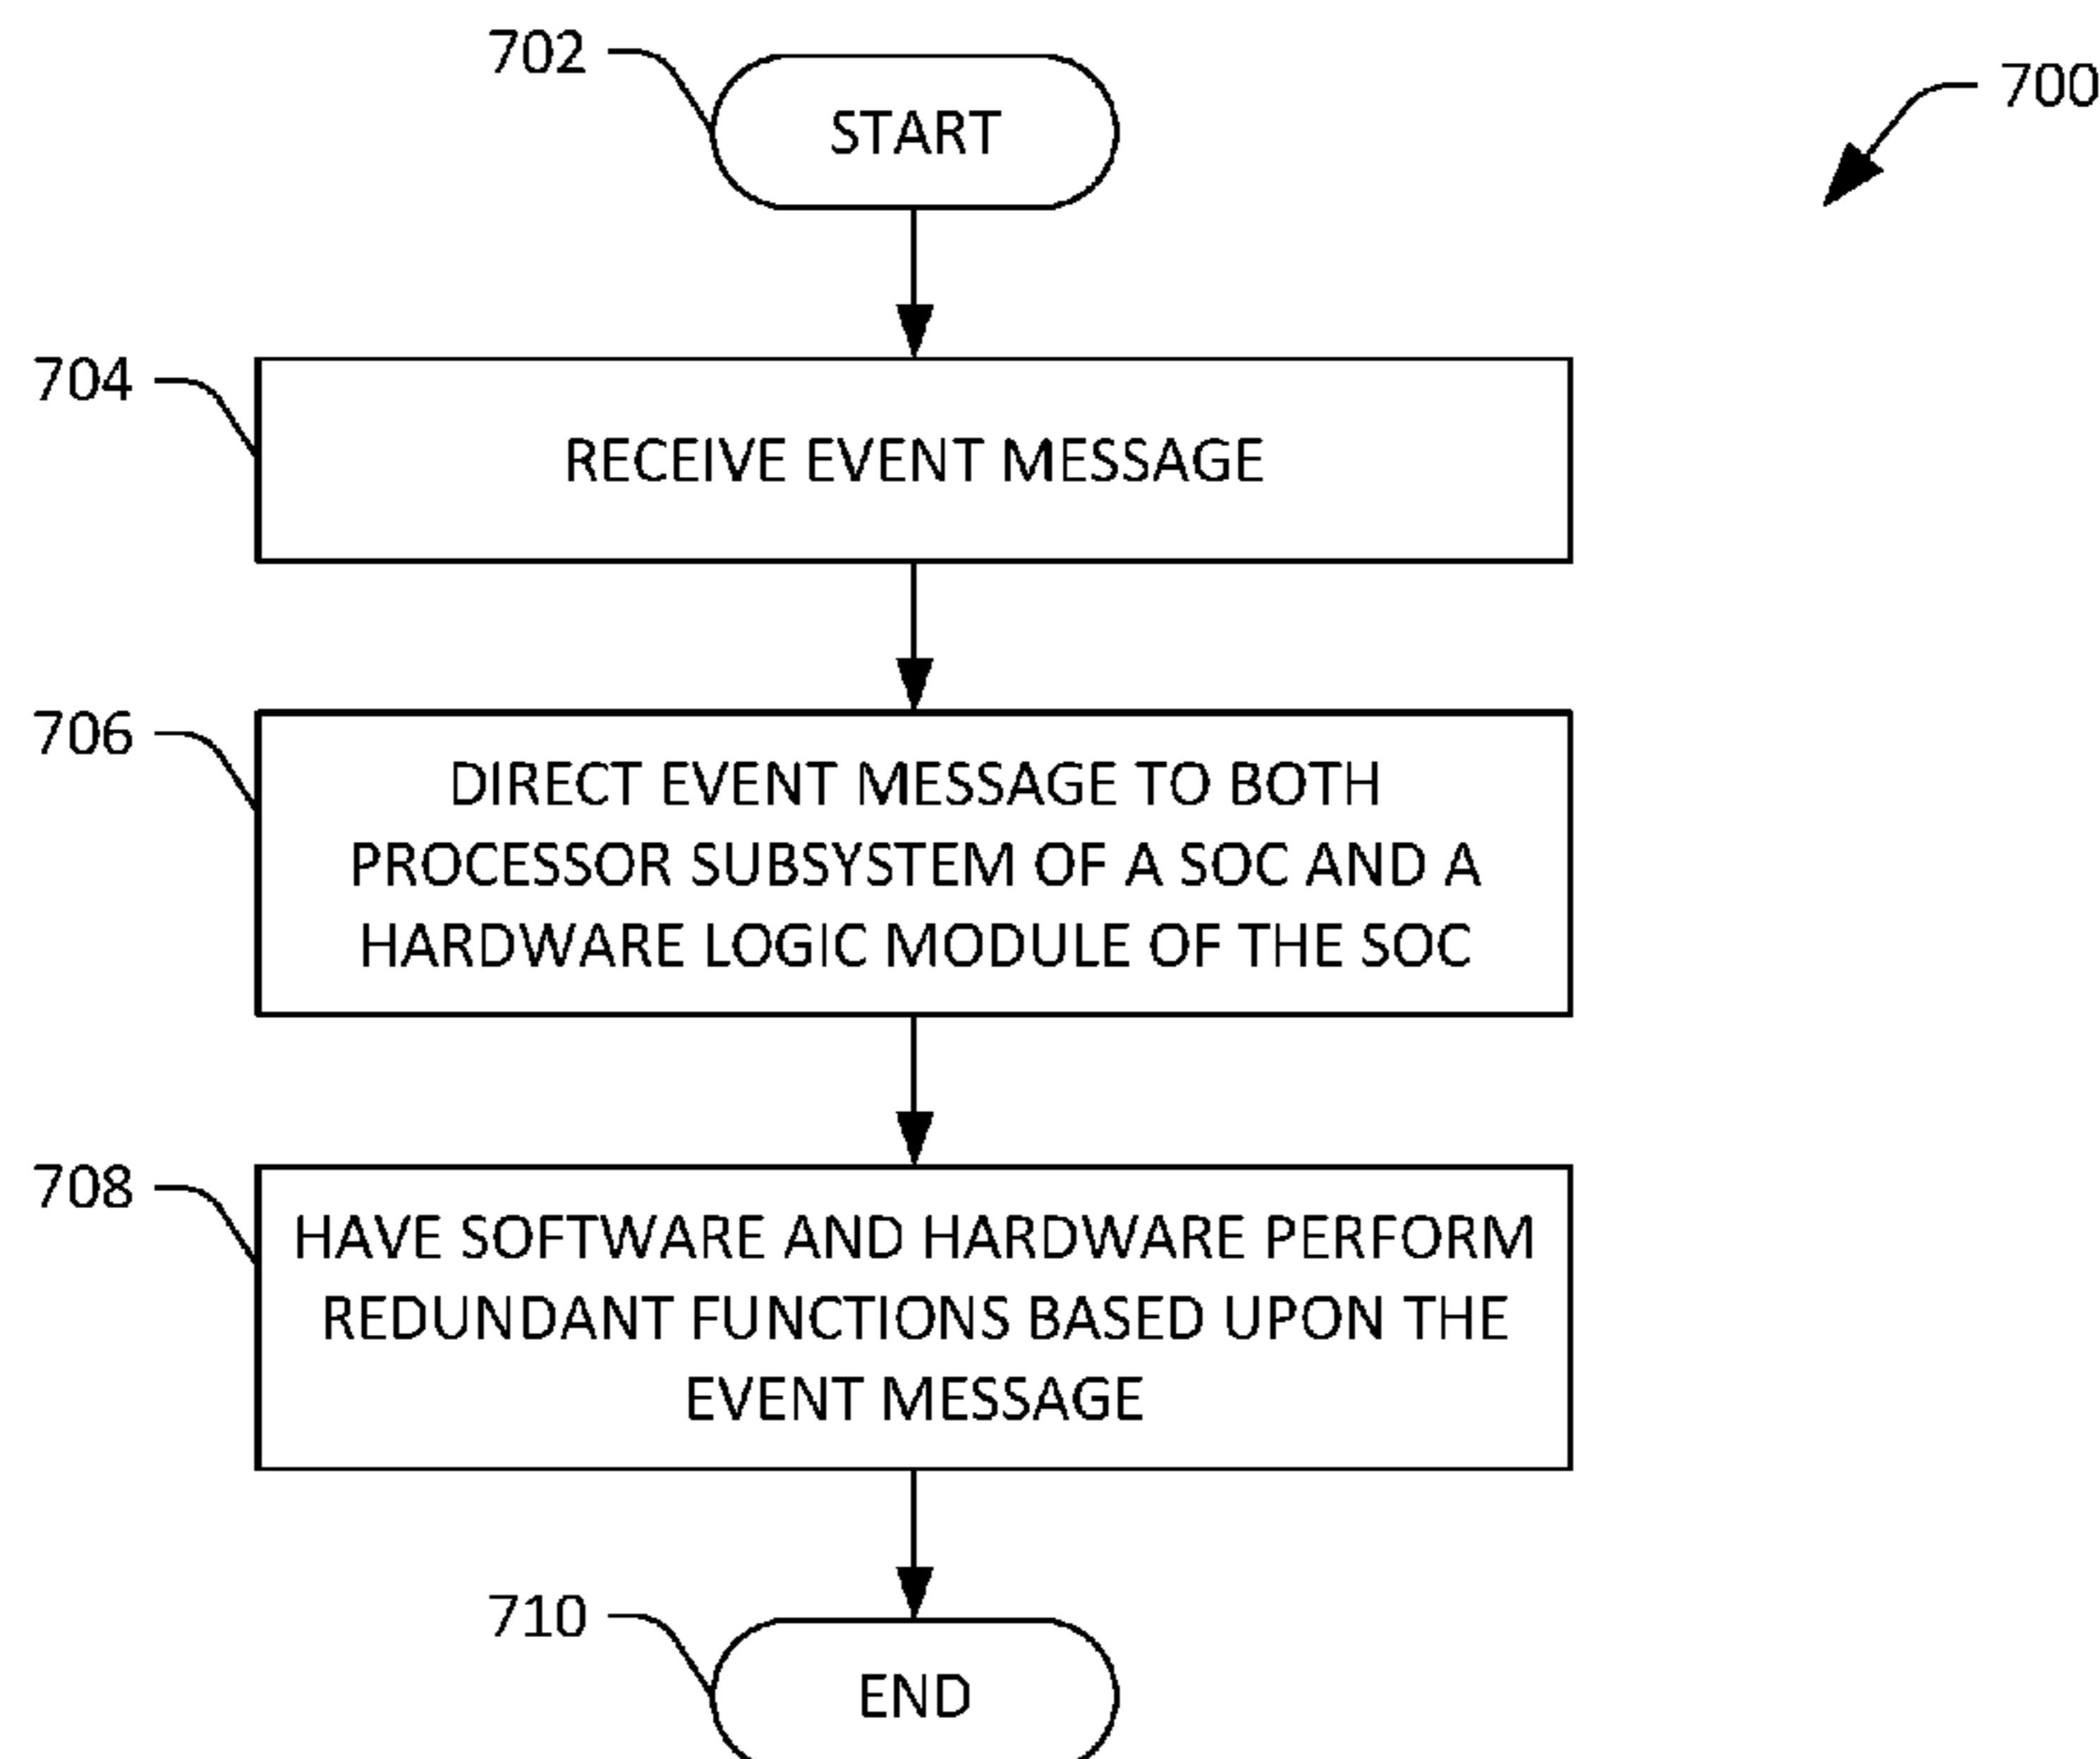 702
START
700
704
RECEIVE EVENT MESSAGE
706
DIRECT EVENT MESSAGE TO BOTH
PROCESSOR SUBSYSTEM OF A SOC AND A
HARDWARE LOGIC MODULE OF THE SOC
708
HAVE SOFTWARE AND HARDWARE PERFORM
REDUNDANT FUNCTIONS BASED UPON THE
EVENT MESSAGE
710
END